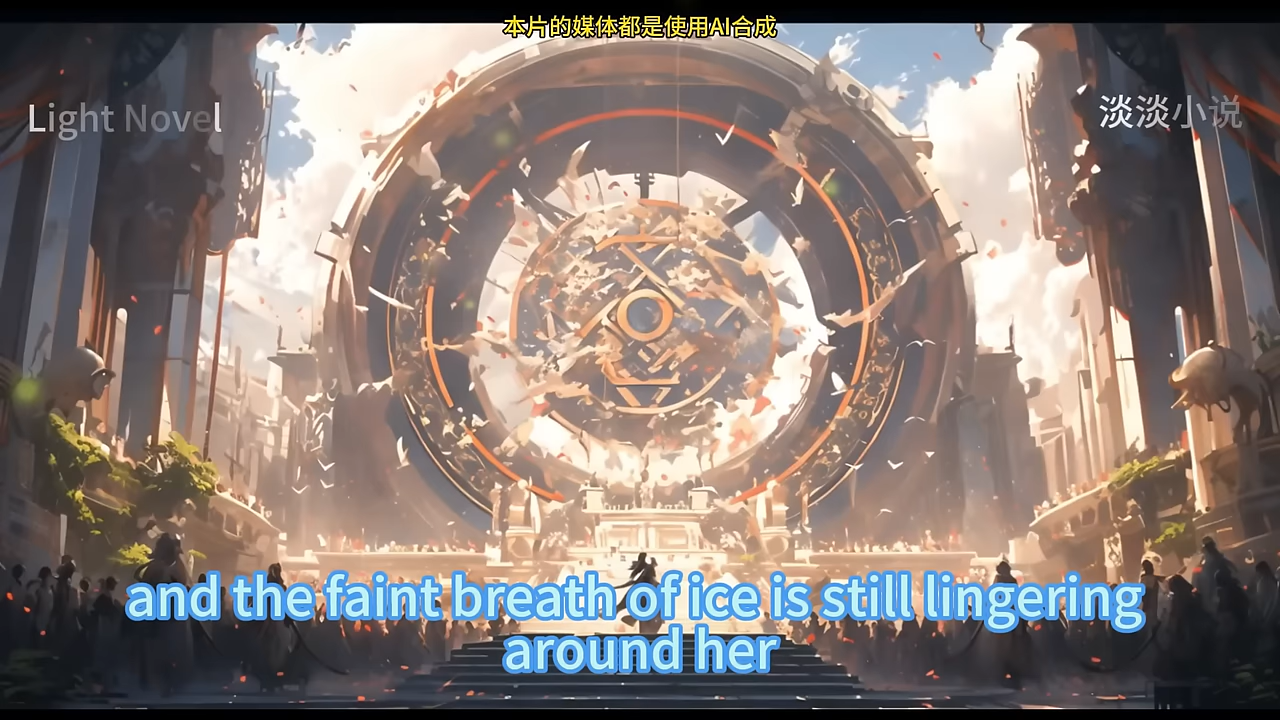 本片的媒体都是使用AI合成
Light Novel
淡淡小说
and the faint breath of ice is still lingering
around her